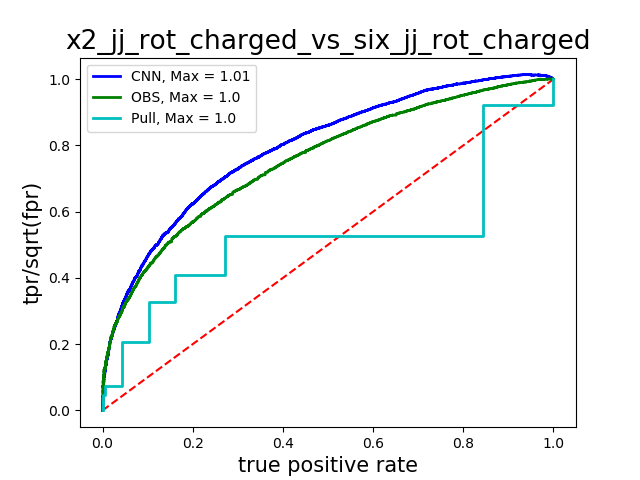 x2_jj_rot_charged_vs_six_jj_rot_charged
CNN, Max = 1.01
OBS, Max = 1.0
Pull, Max = 1.0
tpr/sqrt(fpr)
1.0
0.8
0.6
0.4
0.2
0.0
0.0 0.2 0.4 0.6 0.8 1.0
true positive rate